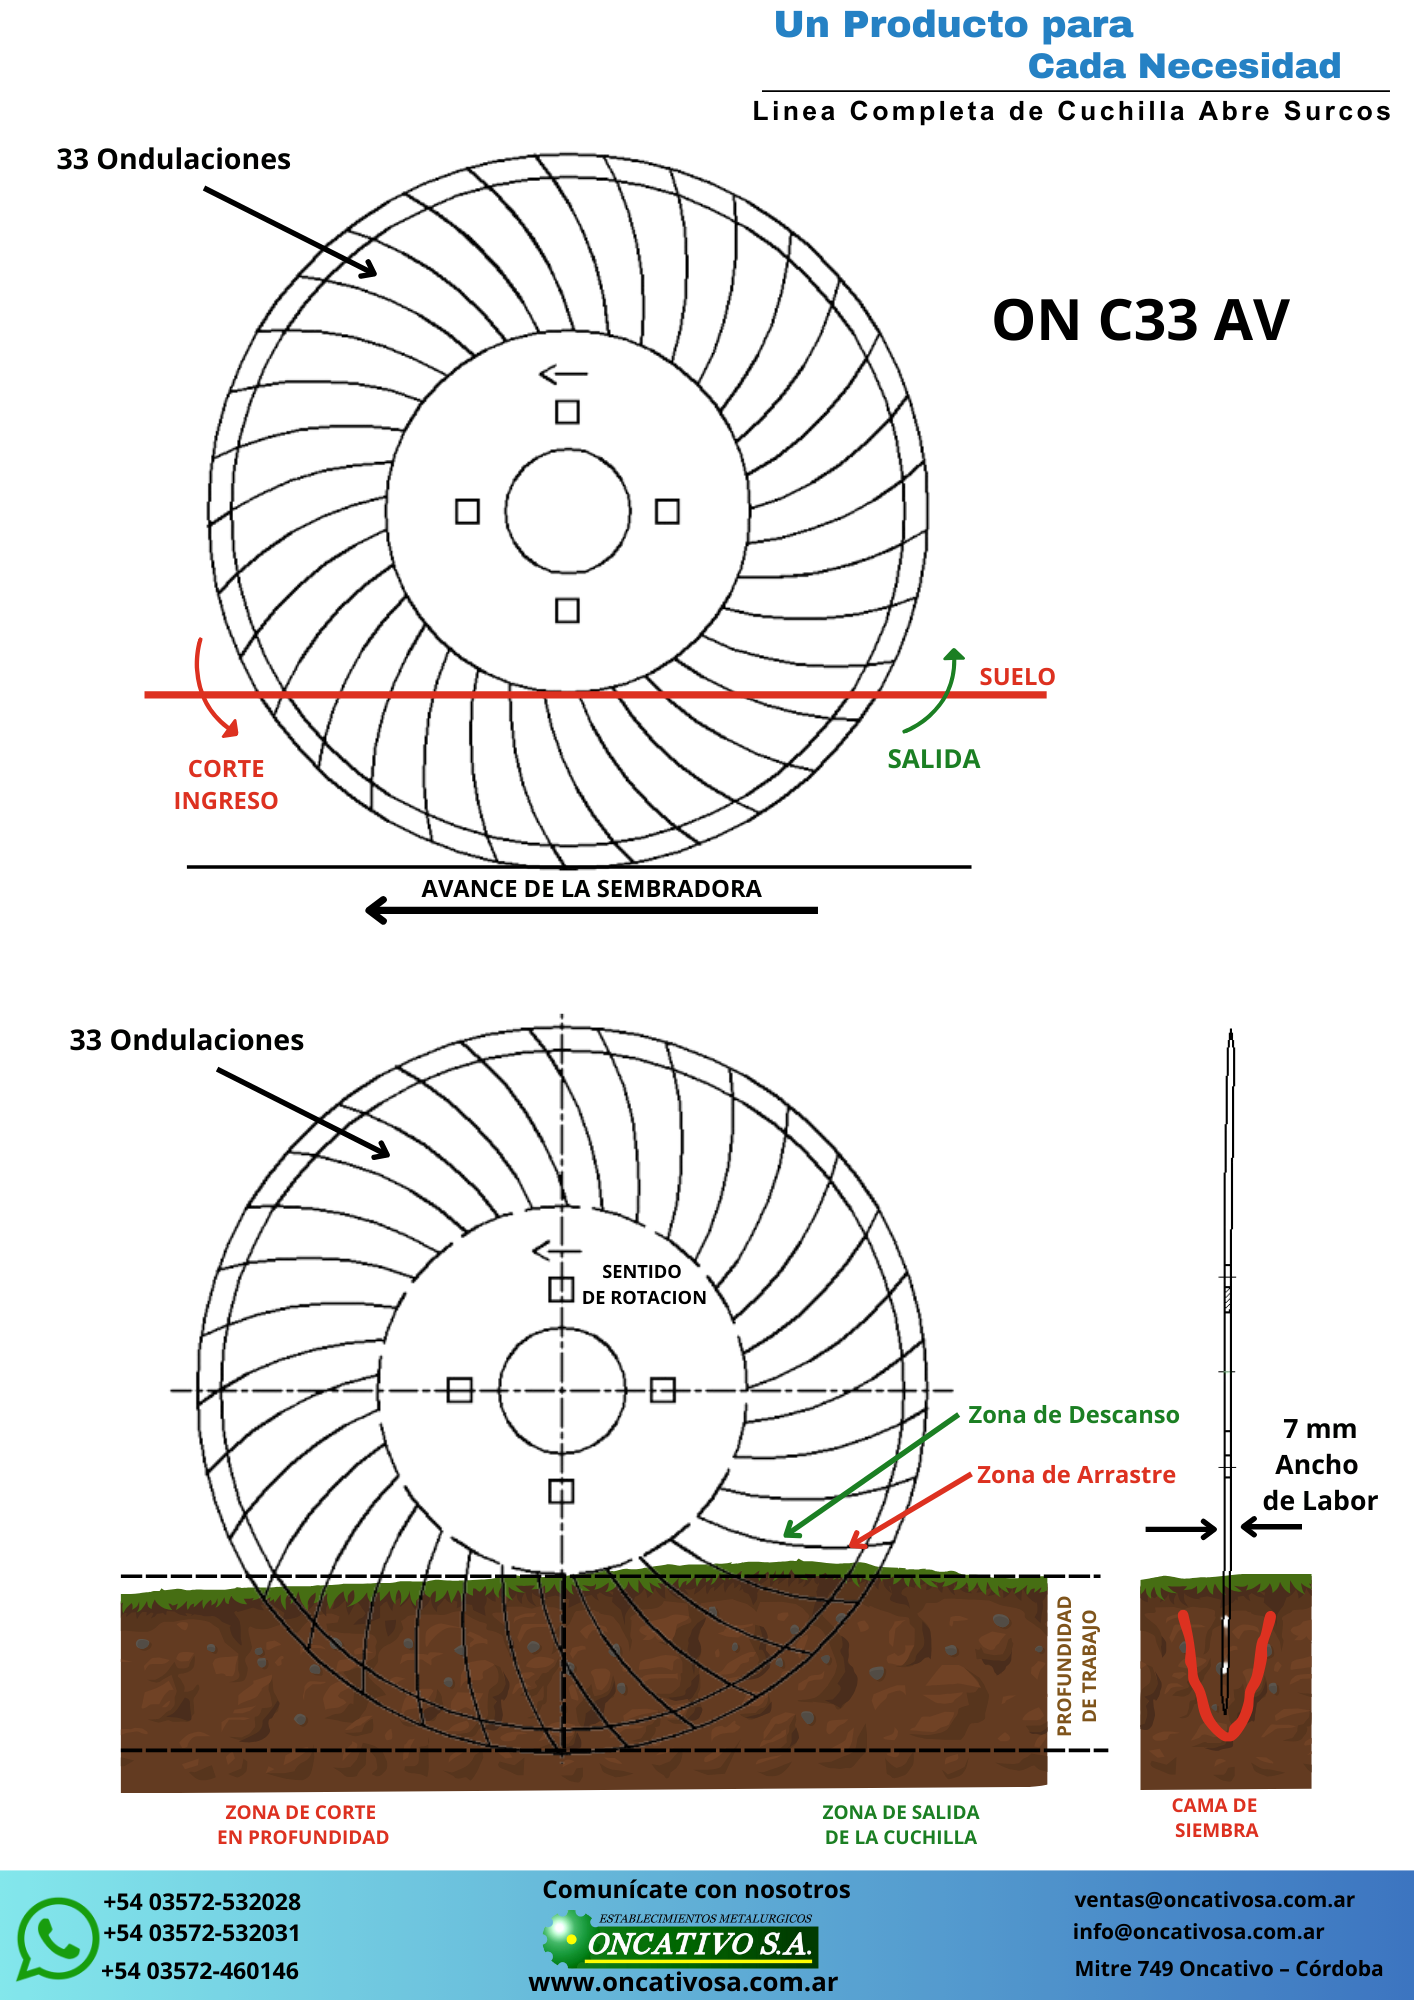 Un Producto para
Cada Necesidad
Linea Completa de Cuchilla Abre Surcos
33 Ondulaciones
ON C33 AV
SUELO
CORTE
INGRESO
SALIDA
AVANCE DE LA SEMBRADORA
33 Ondulaciones
SENTIDO
DE ROTACION
Zona de Descanso
Zona de Arrastre
7 mm
Ancho
de Labor
PROFUNDIDAD
DE TRABAJO
ZONA DE CORTE
EN PROFUNDIDAD
ZONA DE SALIDA
DE LA CUCHILLA
CAMA DE
SIEMBRA
+54 03572-532028
+54 03572-532031
+54 03572-460146
Comunícate con nosotros
ESTABLECIMIENTOS METALURGICOS
ONCATIVO S.A.
www.oncativosa.com.ar
ventas@oncativosa.com.ar
info@oncativosa.com.ar
Mitre 749 Oncativo – Córdoba